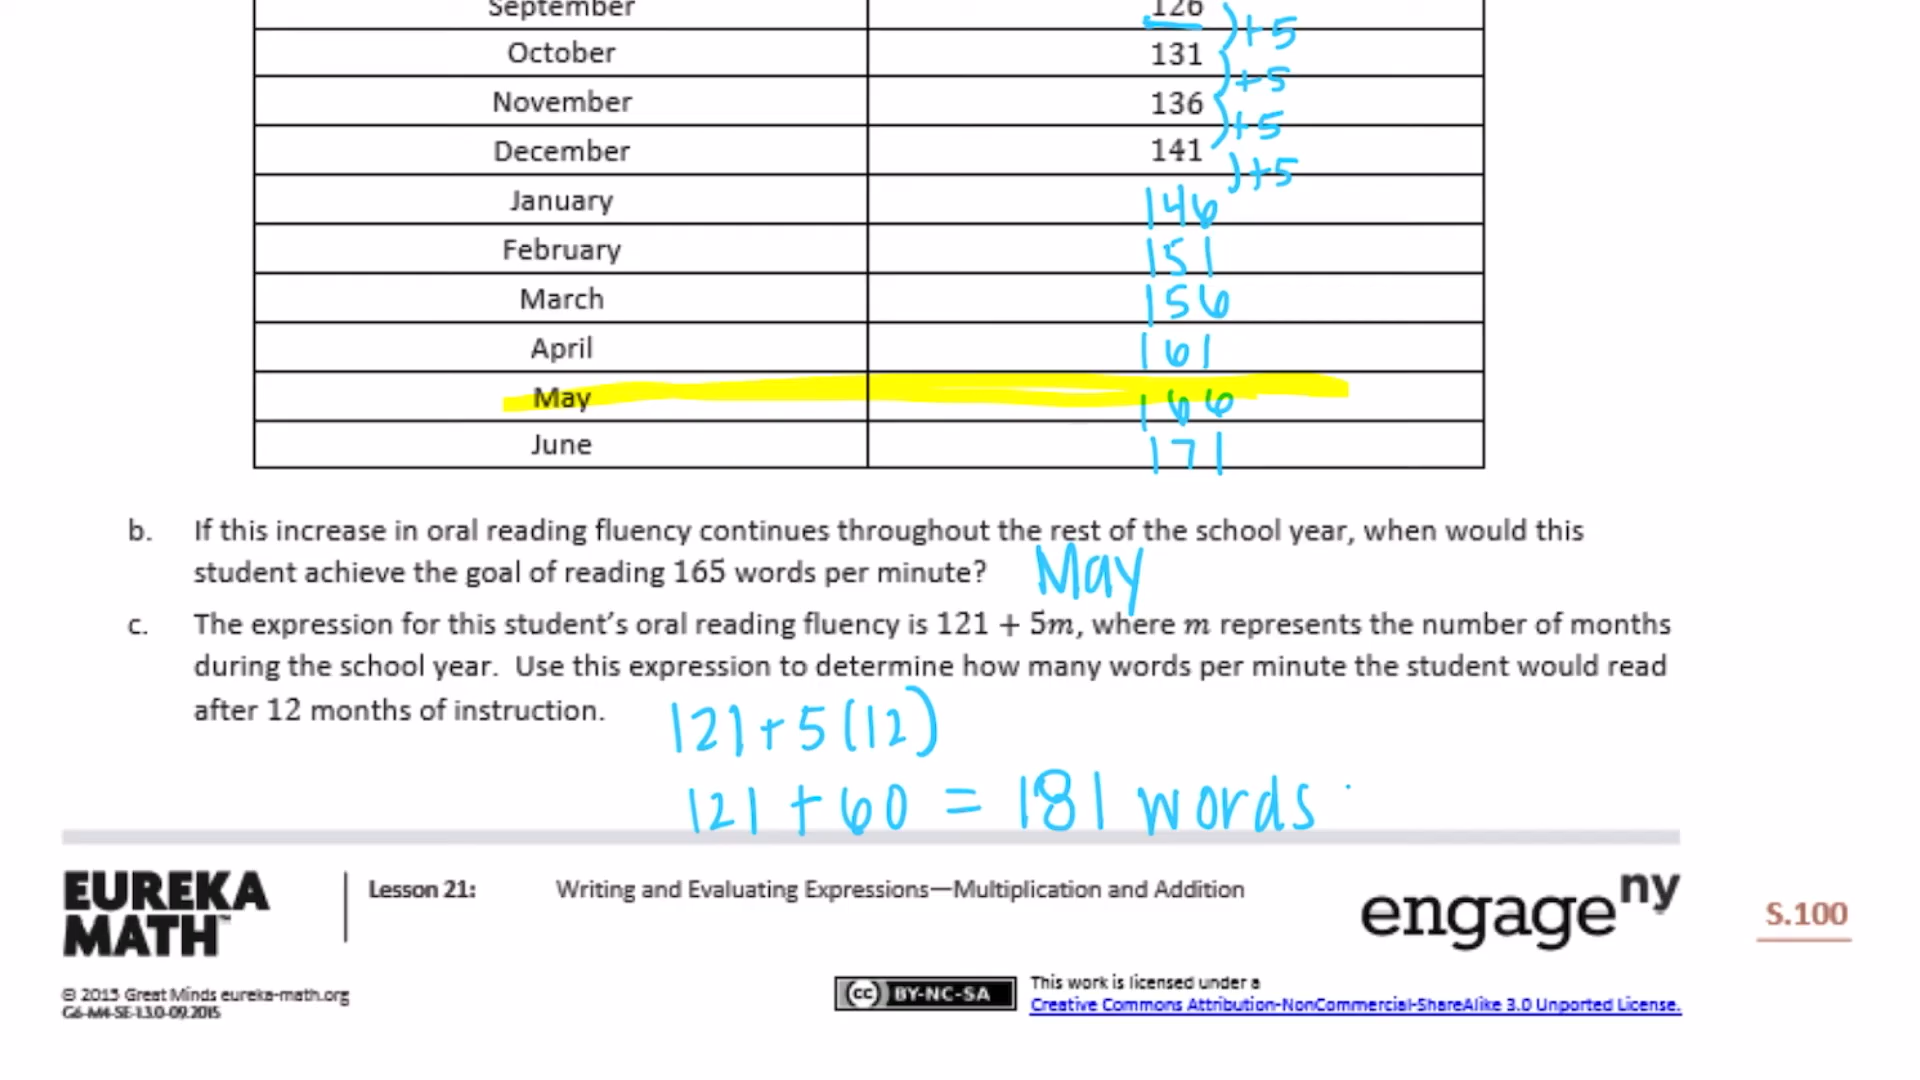 September 126
+5
October 131
+5
November 136
+5
December 141
+5
January 146
February 151
March 156
April 161
May 166
June 171
b. If this increase in oral reading fluency continues throughout the rest of the school year, when would this
student achieve the goal of reading 165 words per minute? May
c. The expression for this student's oral reading fluency is 121 + 5m, where m represents the number of months
during the school year. Use this expression to determine how many words per minute the student would read
after 12 months of instruction. 121+5(12)
121 + 60 = 181 words
EUREKA
MATH™
Lesson 21: Writing and Evaluating Expressions—Multiplication and Addition
engage ny
S.100
© 2015 Great Minds eureka-math.org
G6-M4-SE-1.3.0-09.2015
cc BY-NC-SA
This work is licensed under a
Creative Commons Attribution-NonCommercial-ShareAlike 3.0 Unported License.